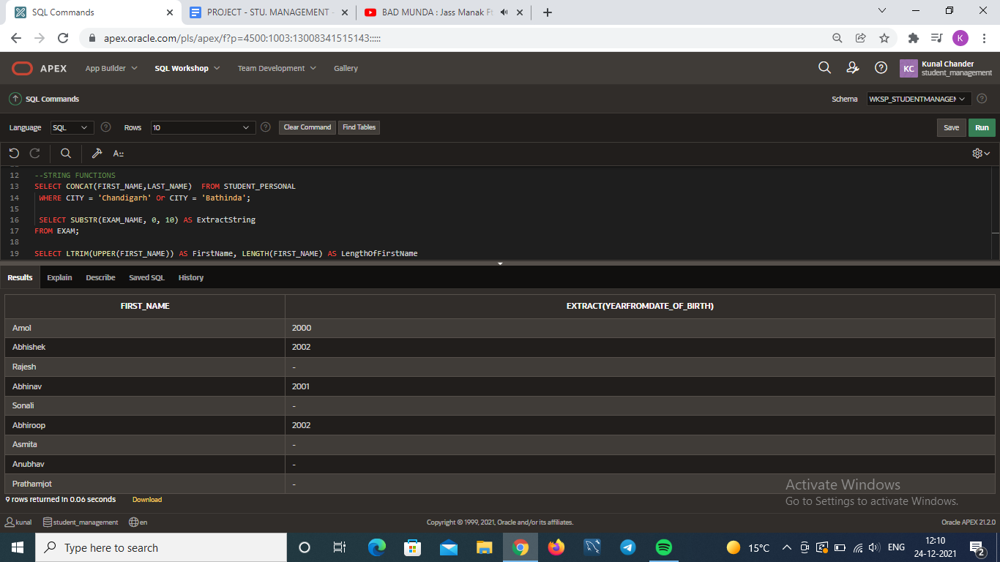 SQL Commands
PROJECT - STU. MANAGEMENT -
BAD MUNDA : Jass Manak Ft
apex.oracle.com/pls/apex/f?p=4500:1003:13008341515143:::::
K
APEX
App Builder
SQL Workshop
Team Development
Gallery
KC
Kunal Chander
student_management
SQL Commands
Schema
WKSP_STUDENTMANAGEM
Language
SQL
Rows
10
Clear Command
Find Tables
Save
Run
A::
12 --STRING FUNCTIONS
13 SELECT CONCAT(FIRST_NAME,LAST_NAME)  FROM STUDENT_PERSONAL
14 WHERE CITY = 'Chandigarh' Or CITY = 'Bathinda';
15
16 SELECT SUBSTR(EXAM_NAME, 0, 10) AS ExtractString
17 FROM EXAM;
18
19 SELECT LTRIM(UPPER(FIRST_NAME)) AS FirstName, LENGTH(FIRST_NAME) AS LengthOfFirstName
Results
Explain
Describe
Saved SQL
History
FIRST_NAME EXTRACT(YEARFROMDATE_OF_BIRTH)
Amol 2000
Abhishek 2002
Rajesh -
Abhinav 2001
Sonali -
Abhiroop 2002
Asmita -
Anubhav -
Prathamjot -
9 rows returned in 0.06 seconds
Download
Activate Windows
Go to Settings to activate Windows.
kunal
student_management
en
Copyright © 1999, 2021, Oracle and/or its affiliates.
Oracle APEX 21.2.0
Type here to search
15°C
ENG
12:10
24-12-2021
2